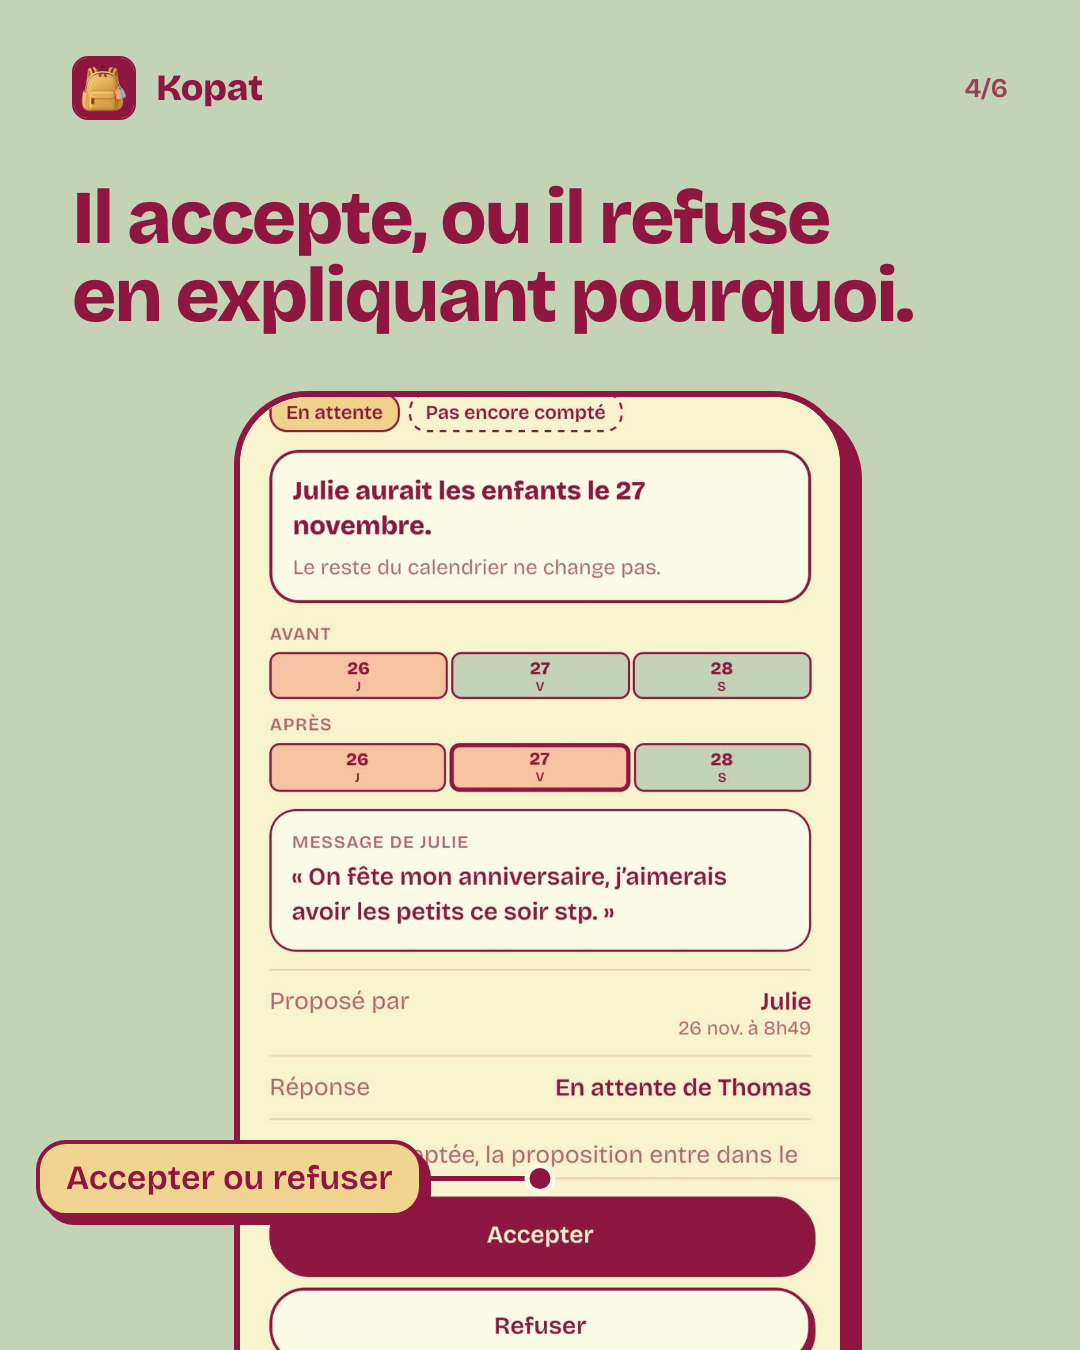 Kopat
4/6
Il accepte, ou il refuse
en expliquant pourquoi.
En attente
Pas encore compté
Julie aurait les enfants le 27
novembre.
Le reste du calendrier ne change pas.
AVANT
26
J
27
V
28
S
APRÈS
26
J
27
V
28
S
MESSAGE DE JULIE
« On fête mon anniversaire, j’aimerais
avoir les petits ce soir stp. »
Proposé par
Julie
26 nov. à 8h49
Réponse
En attente de Thomas
la proposition entre dans le
Accepter ou refuser
Accepter
Refuser